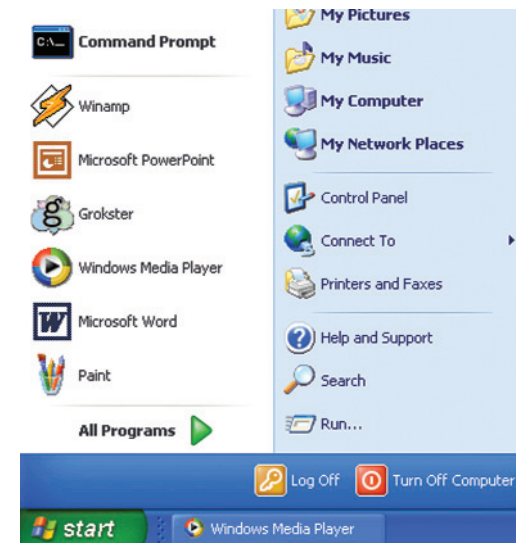 C:\_
Command Prompt
Winamp
Microsoft PowerPoint
g
Grokster
Windows Media Player
W
Microsoft Word
Paint
All Programs
My Pictures
My Music
My Computer
My Network Places
Control Panel
Connect To
Printers and Faxes
?
Help and Support
Search
Run...
Log Off
Turn Off Computer
start
Windows Media Player